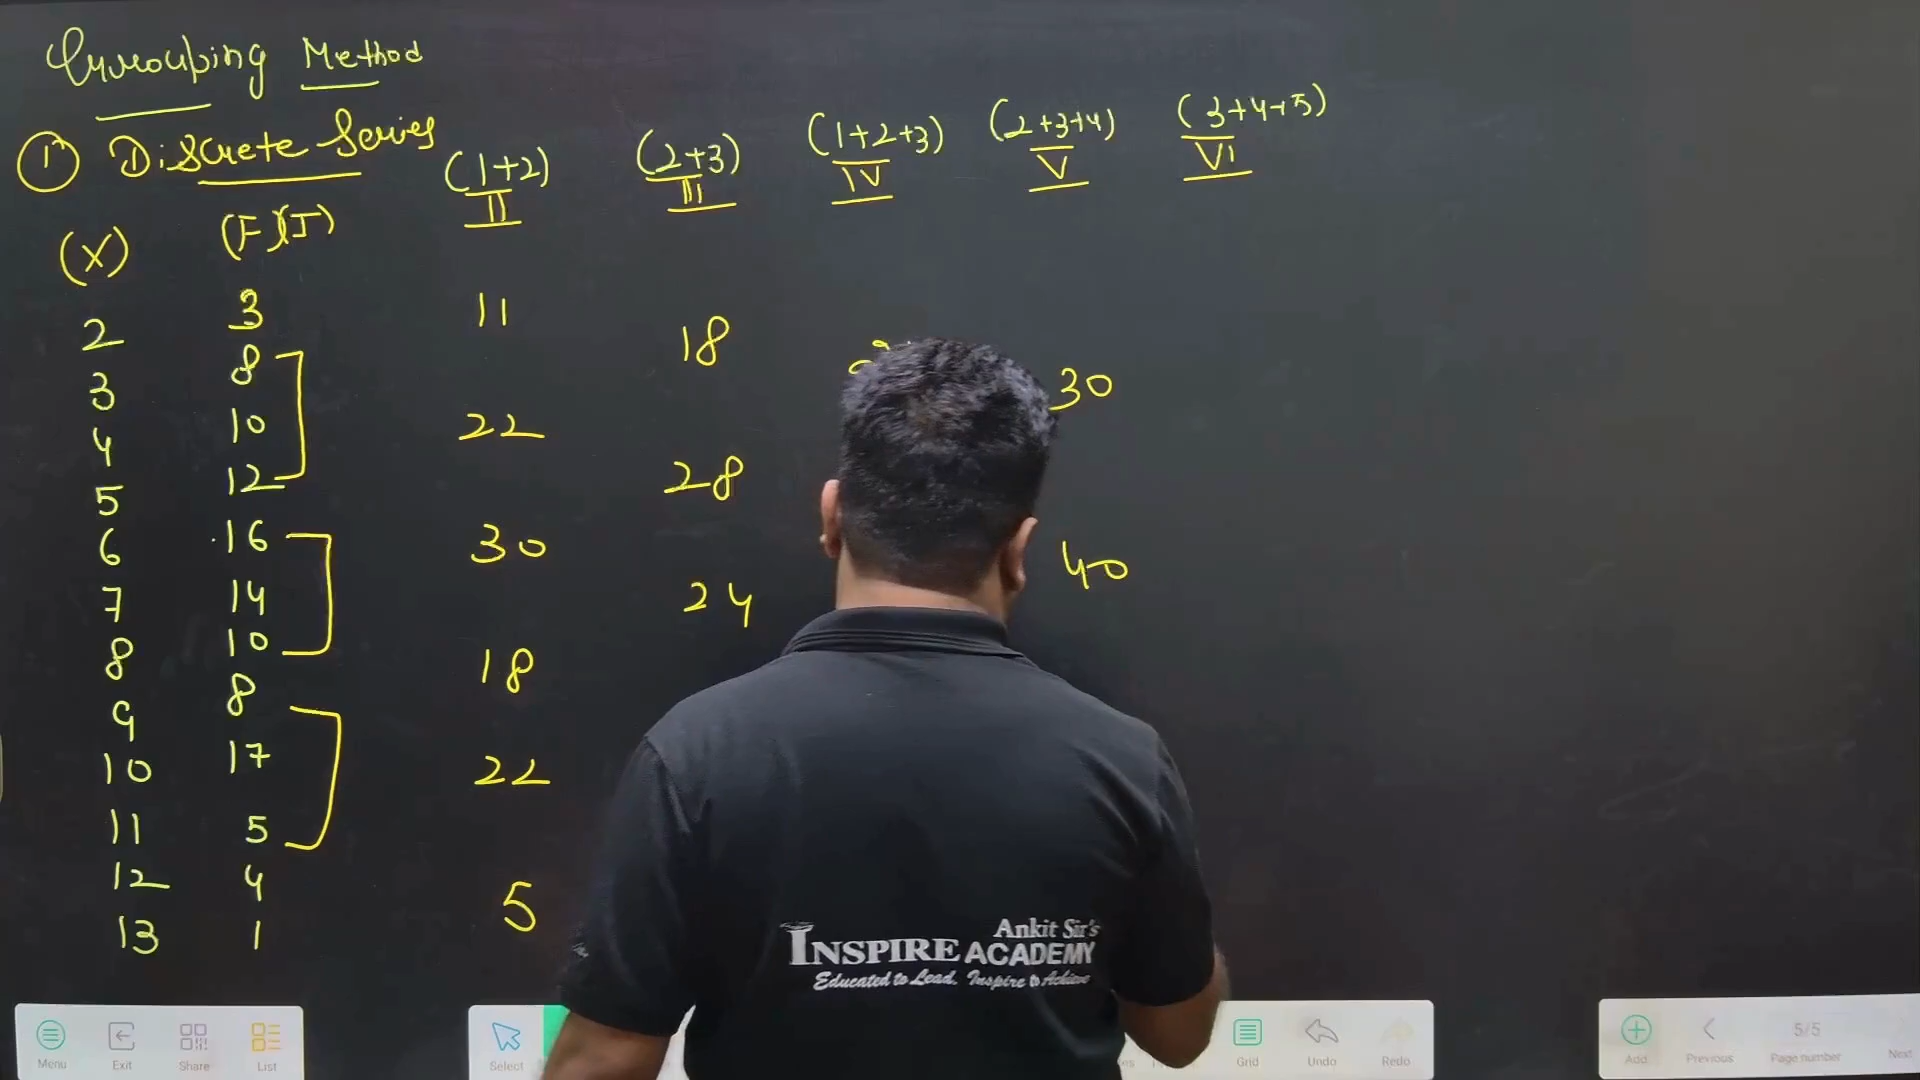 Grouping Method
① Discrete Series
(1+2) (2+3) (1+2+3) (2+3+4) (3+4+5)
(X) (F)(I) II III IV V VI
2 3 11
18
3 8 30
4 10 22
5 12 28
6 16 30 40
7 14 24
8 10 18
9 8
10 17 22
11 5
12 4 5
13 1
Ankit Sir's
INSPIRE ACADEMY
Educated to Lead, Inspire to Achieve
Menu Exit Share List Select Grid Undo Redo Add Previous 5/5 Page number Next